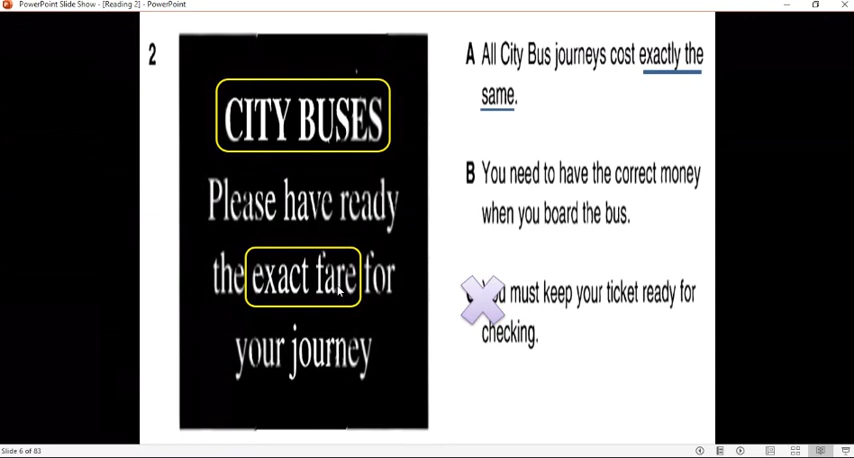 PowerPoint Slide Show - [Reading 2] - PowerPoint
2
CITY BUSES
Please have ready
the exact fare for
your journey
A All City Bus journeys cost exactly the
same.
B You need to have the correct money
when you board the bus.
must keep your ticket ready for
checking.
Slide 6 of 83